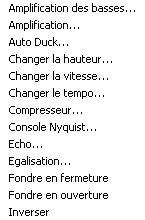 Amplification des basses...
Amplification...
Auto Duck...
Changer la hauteur...
Changer la vitesse...
Changer le tempo...
Compresseur...
Console Nyquist...
Echo...
Egalisation...
Fondre en fermeture
Fondre en ouverture
Inverser